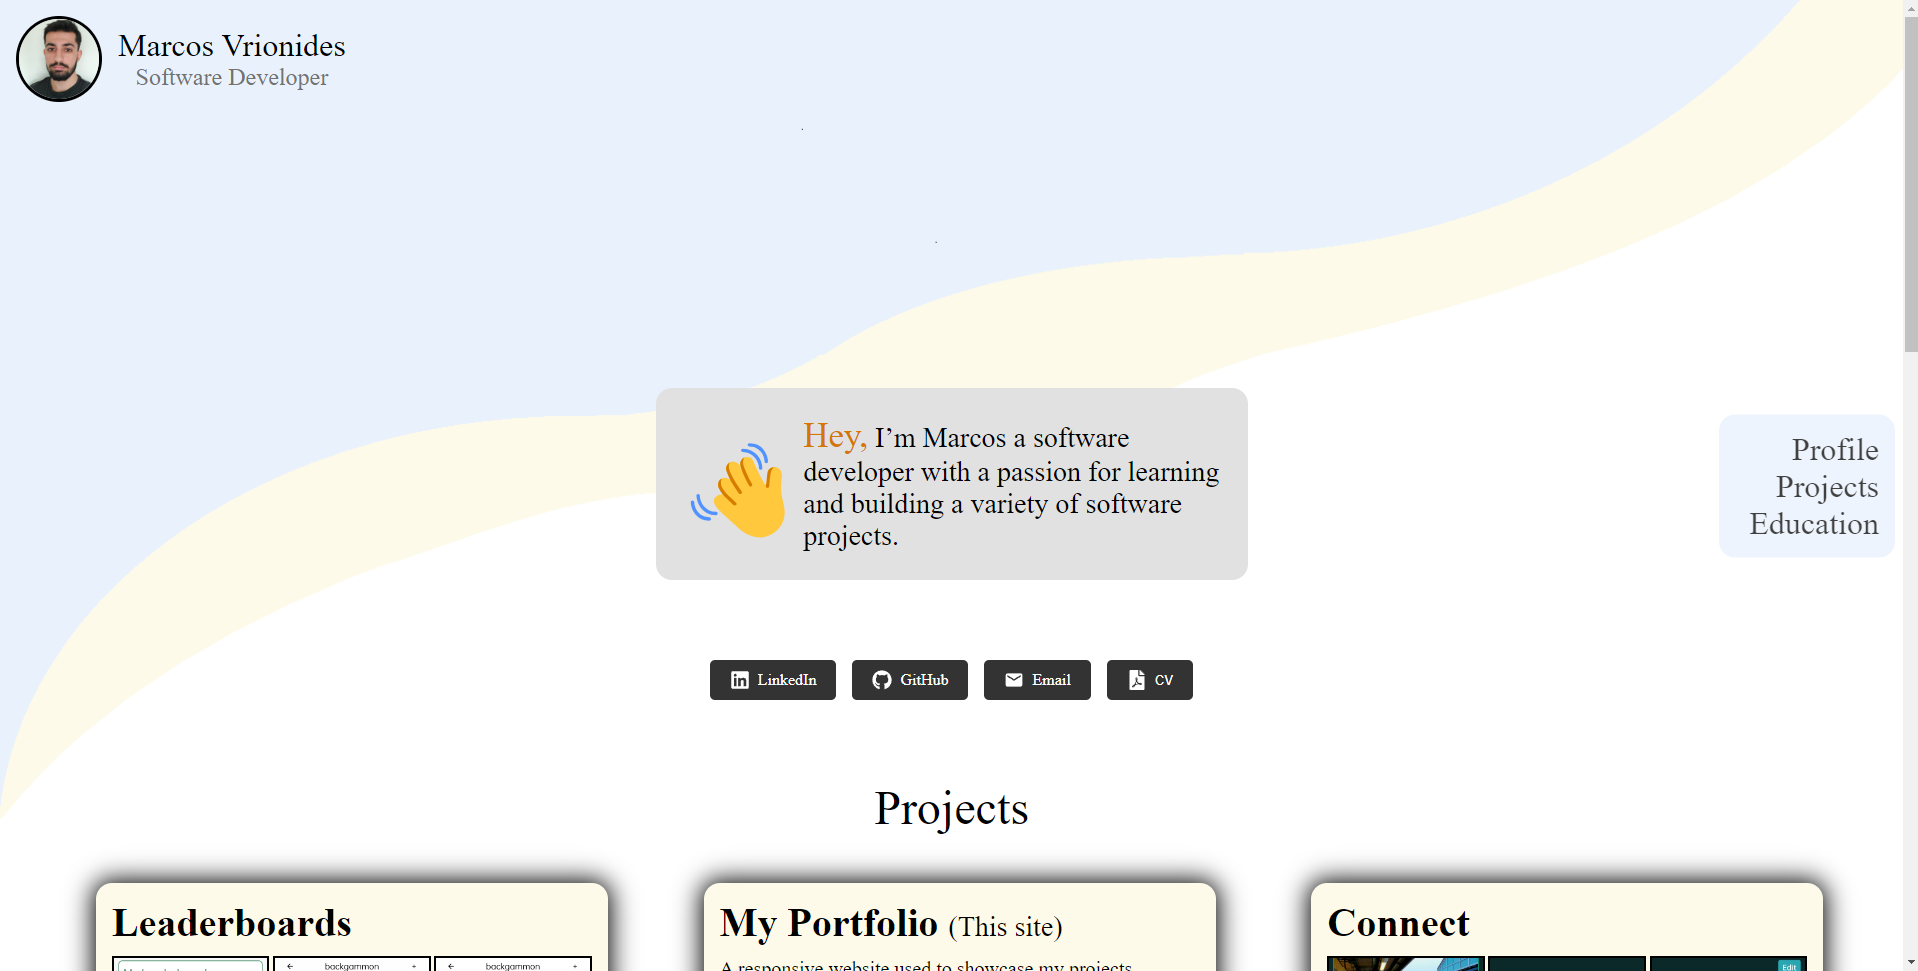 Marcos Vrionides
Software Developer
Hey, I’m Marcos a software
developer with a passion for learning
and building a variety of software
projects.
Profile
Projects
Education
LinkedIn
GitHub
Email
CV
Projects
Leaderboards
backgammon
backgammon
My Portfolio (This site)
A responsive website used to showcase my projects
Connect
Edit